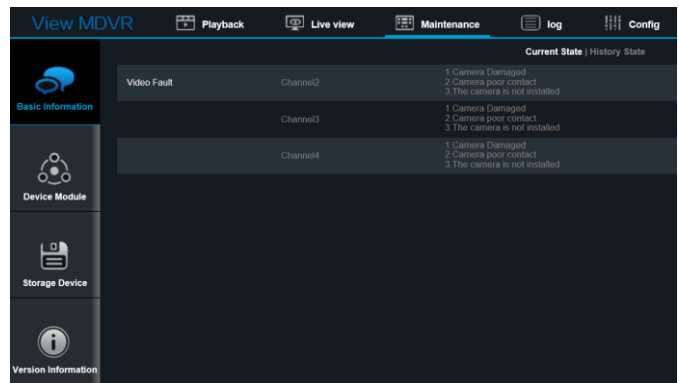 View MDVR
Playback
Live view
Maintenance
log
Config
Current State | History State
Basic Information
Device Module
Storage Device
Version Information
Video Fault
Channel2
1.Camera Damaged
2.Camera poor contact
3.The camera is not installed
Channel3
1.Camera Damaged
2.Camera poor contact
3.The camera is not installed
Channel4
1.Camera Damaged
2.Camera poor contact
3.The camera is not installed